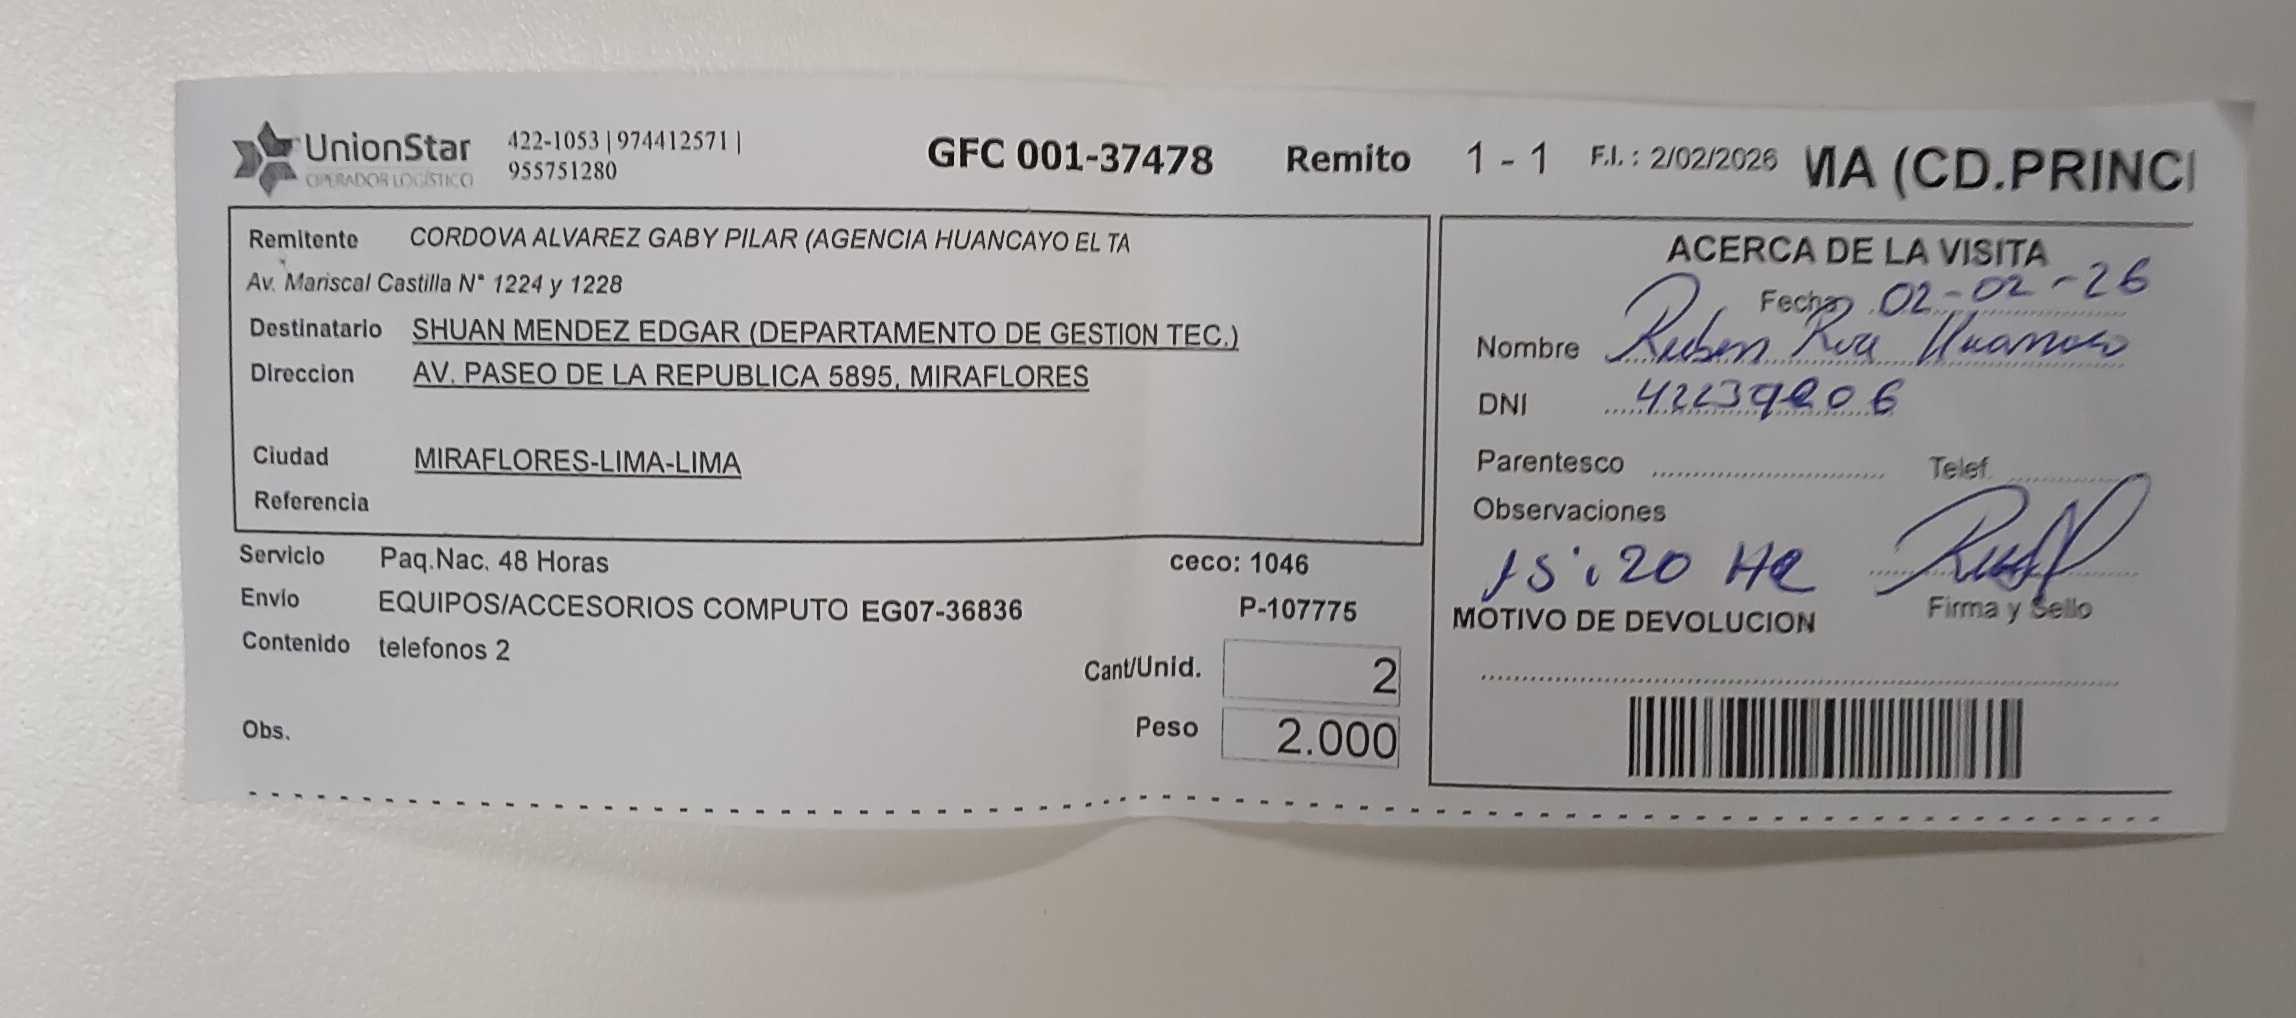 UnionStar
OPERADOR LOGÍSTICO
422-1053 | 974412571 |
955751280
GFC 001-37478 Remito 1 - 1 F.I. : 2/02/2026 MA (CD.PRINCI
Remitente CORDOVA ALVAREZ GABY PILAR (AGENCIA HUANCAYO EL TA
Av. Mariscal Castilla N° 1224 y 1228
Destinatario SHUAN MENDEZ EDGAR (DEPARTAMENTO DE GESTION TEC.)
Direccion AV. PASEO DE LA REPUBLICA 5895, MIRAFLORES
Ciudad MIRAFLORES-LIMA-LIMA
Referencia
Servicio Paq.Nac. 48 Horas ceco: 1046
Envio EQUIPOS/ACCESORIOS COMPUTO EG07-36836 P-107775
Contenido telefonos 2
Cant/Unid. 2
Peso 2.000
Obs.
ACERCA DE LA VISITA
Fecha 02-02-26
Nombre Ruben
DNI
Parentesco Telef.
Observaciones
15:20 HR
Firma y Sello
MOTIVO DE DEVOLUCION